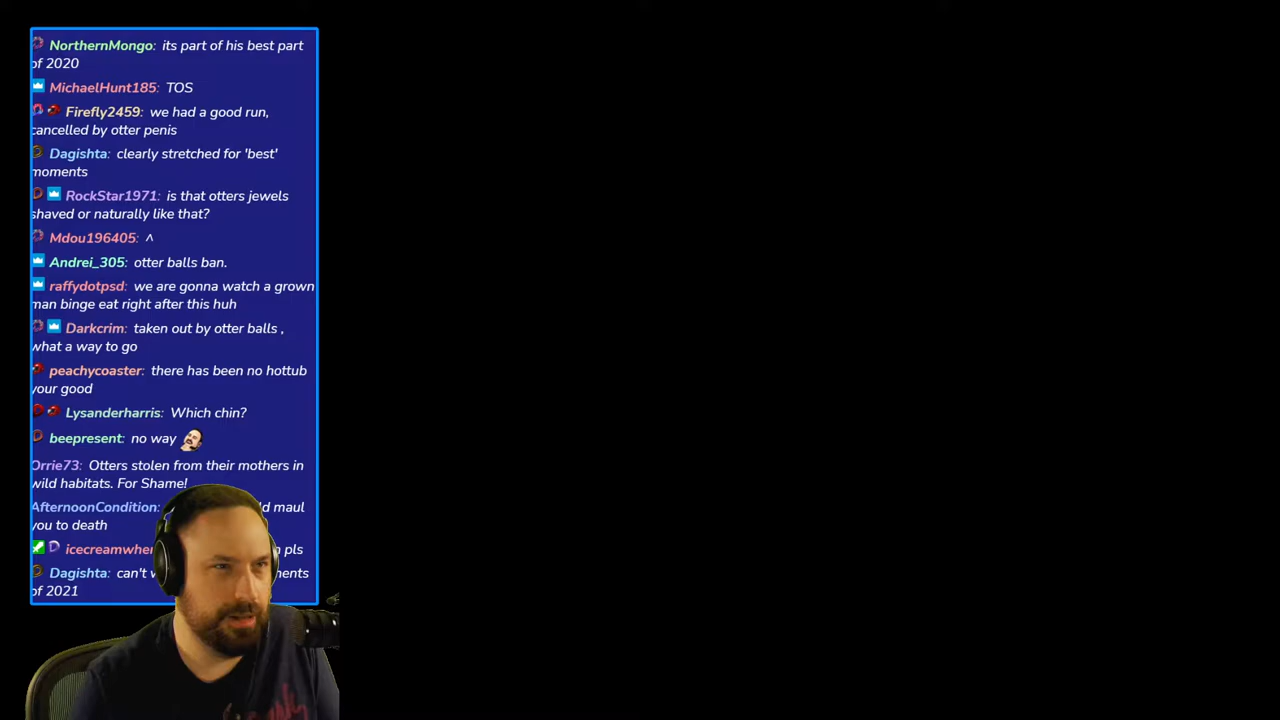 NorthernMongo: its part of his best part
of 2020
MichaelHunt185: TOS
Firefly2459: we had a good run,
cancelled by otter penis
Dagishta: clearly stretched for 'best'
moments
RockStar1971: is that otters jewels
shaved or naturally like that?
Mdou196405: ^
Andrei_305: otter balls ban.
raffydotpsd: we are gonna watch a grown
man binge eat right after this huh
Darkcrim: taken out by otter balls ,
what a way to go
peachycoaster: there has been no hottub
your good
Lysanderharris: Which chin?
beepresent: no way
Orrie73: Otters stolen from their mothers in
wild habitats. For Shame!
AfternoonCondition: maul
you to death
pls
Dagishta:
of 2021